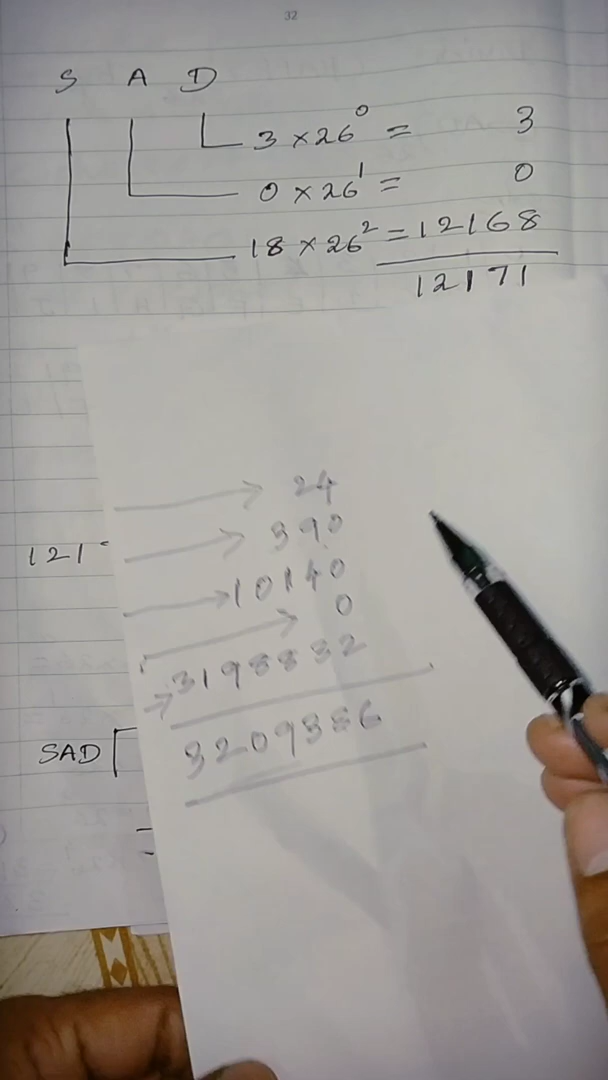 32
S A D
3 × 26⁰ = 3
0 × 26¹ = 0
18 × 26² = 12168
12171
24
390
10140
0
3198832
3209386
121
SAD